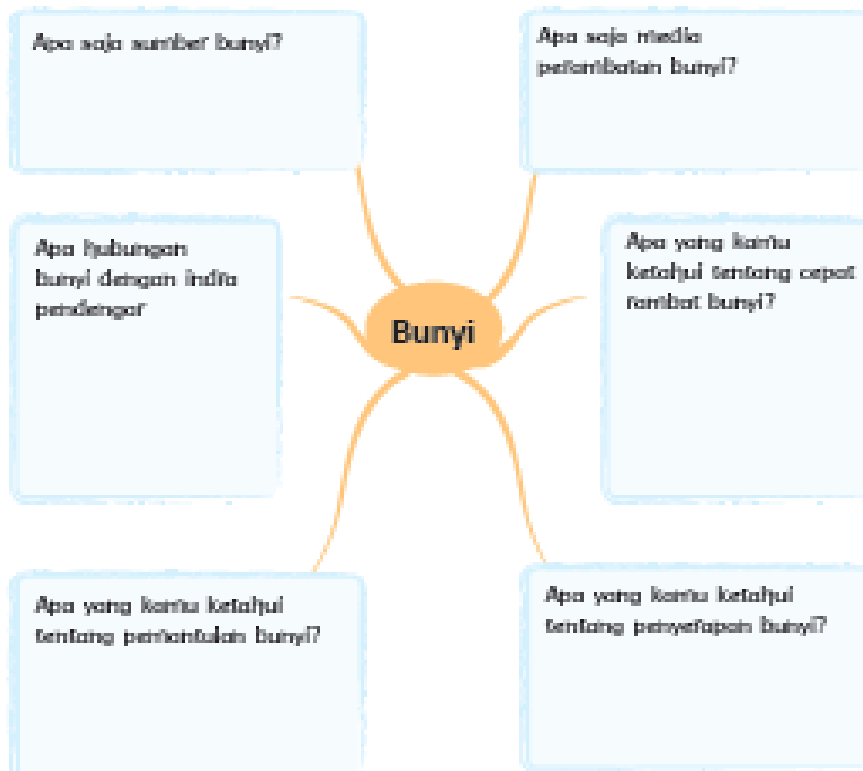 Apa saja sumber bunyi?
Apa saja media
perambatan bunyi?
Apa hubungan
bunyi dengan indra
pendengar
Apa yang kamu
ketahui tentang cepat
rambat bunyi?
Bunyi
Apa yang kamu ketahui
tentang pemantulan bunyi?
Apa yang kamu ketahui
tentang penyerapan bunyi?